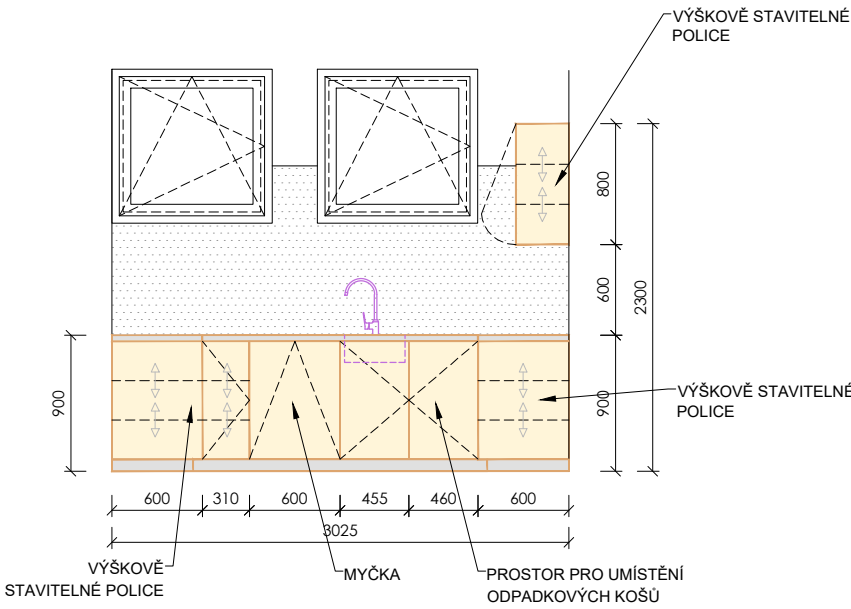 VÝŠKOVĚ STAVITELNÉ
POLICE
800
600
2300
900
900
VÝŠKOVĚ STAVITELNÉ
POLICE
600
310
600
455
460
600
3025
VÝŠKOVĚ
STAVITELNÉ POLICE
MYČKA
PROSTOR PRO UMÍSTĚNÍ
ODPADKOVÝCH KOŠŮ